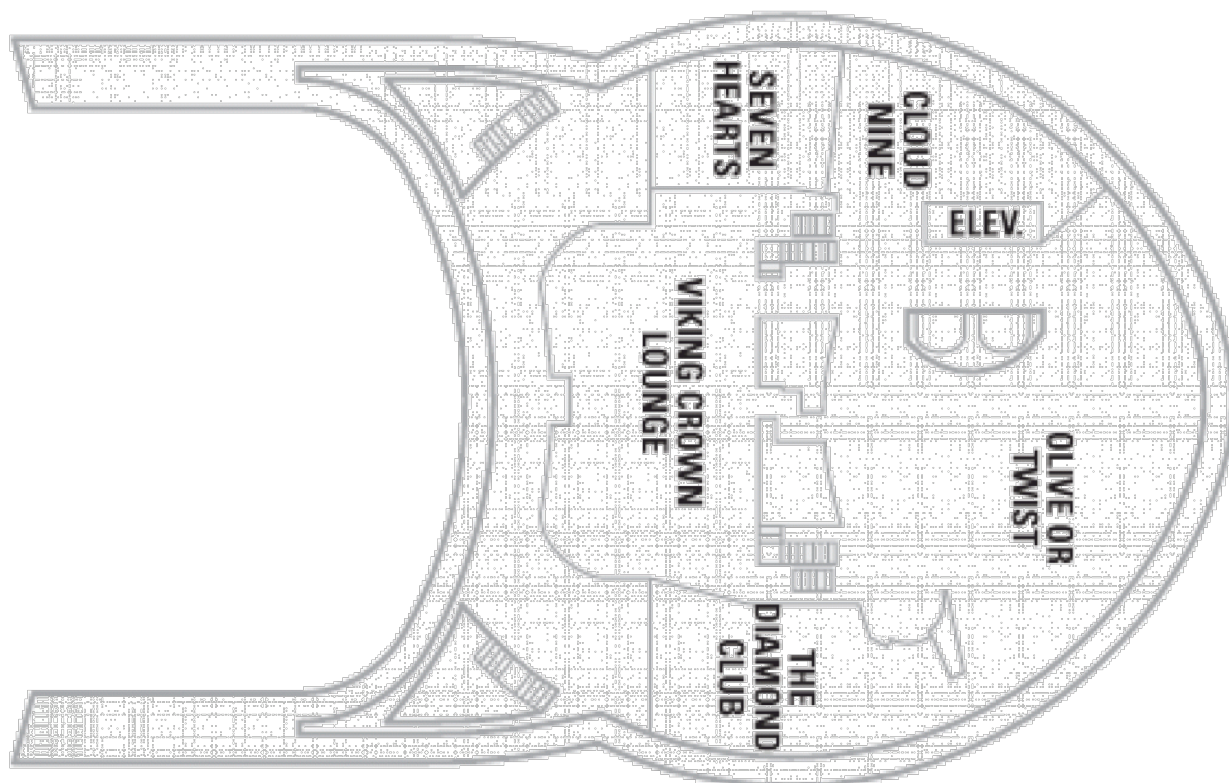 SEVEN
HEARTS
CLOUD
NINE
ELEV.
VIKING CROWN
LOUNGE
OLIVE OR
TWIST
THE
DIAMOND
CLUB